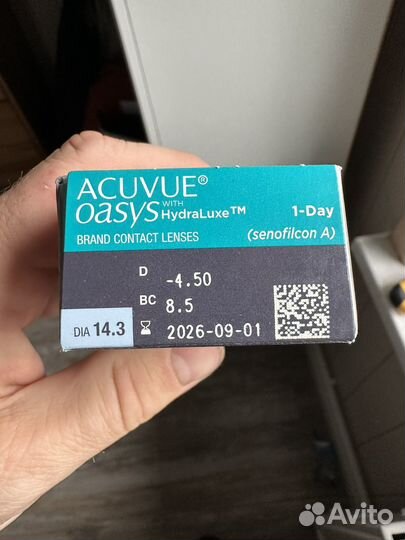 ACUVUE®
OASYS WITH HydraLuxe™ 1-Day
BRAND CONTACT LENSES (senofilcon A)
D -4.50
BC 8.5
DIA 14.3 2026-09-01
Avito